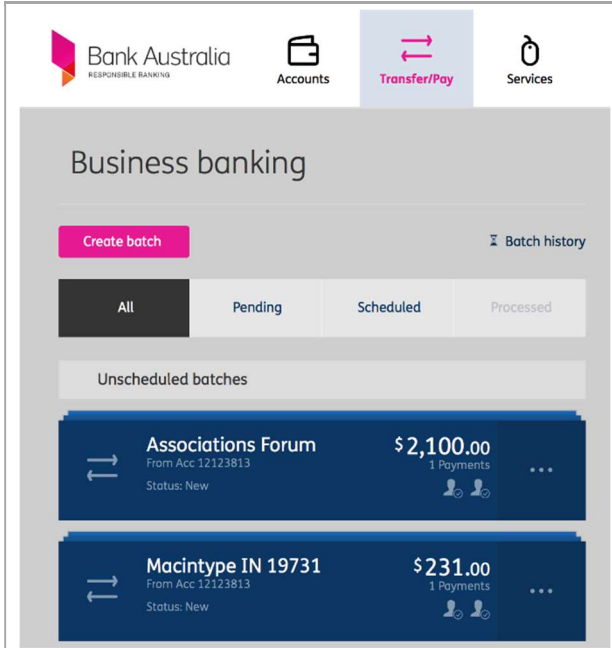 Bank Australia
RESPONSIBLE BANKING
Accounts
Transfer/Pay
Services
Business banking
Create batch
Batch history
All
Pending
Scheduled
Processed
Unscheduled batches
Associations Forum
$2,100.00
From Acc 12123813
1 Payments
Status: New
Macintype IN 19731
$231.00
From Acc 12123813
1 Payments
Status: New